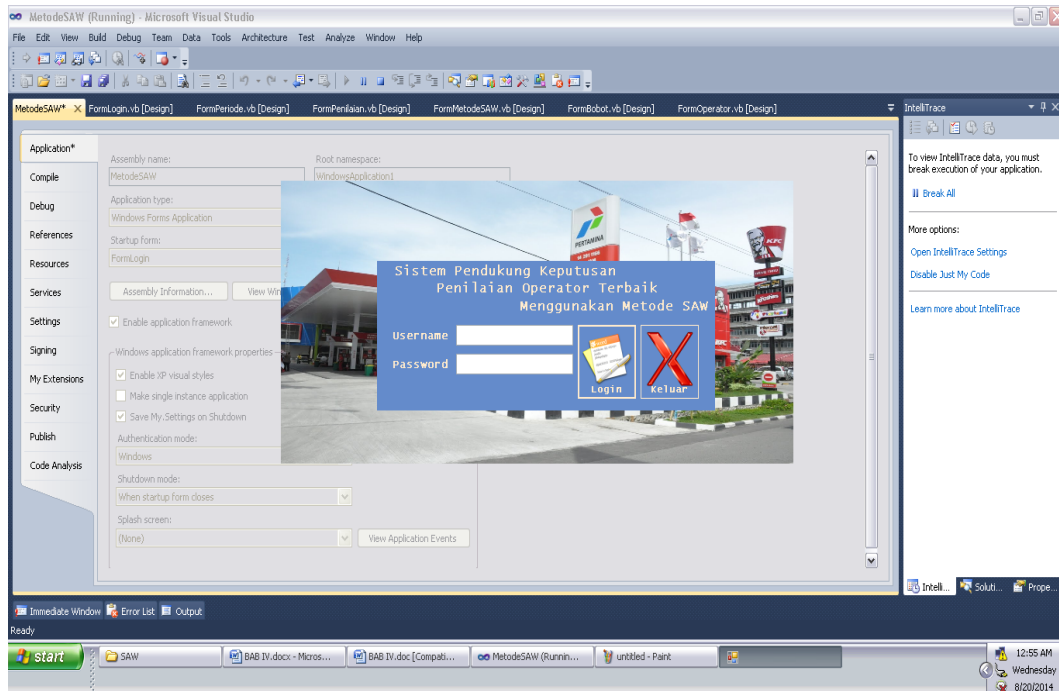 MetodeSAW (Running) - Microsoft Visual Studio
File Edit View Build Debug Team Data Tools Architecture Test Analyze Window Help
MetodeSAW* FormLogin.vb [Design] FormPeriode.vb [Design] FormPenilaian.vb [Design] FormMetodeSAW.vb [Design] FormBobot.vb [Design] FormOperator.vb [Design]
Application*
Compile
Debug
References
Resources
Services
Settings
Signing
My Extensions
Security
Publish
Code Analysis
Assembly name: Root namespace:
MetodeSAW WindowsApplication1
Application type:
Windows Forms Application
Startup form:
FormLogin
Assembly Information... View Win
Enable application framework
Windows application framework properties
Enable XP visual styles
Make single instance application
Save My.Settings on Shutdown
Authentication mode:
Windows
Shutdown mode:
When startup form closes
Splash screen:
(None) View Application Events
PERTAMINA
KFC
Sistem Pendukung Keputusan
Penilaian Operator Terbaik
Menggunakan Metode SAW
Username
Password
Login Keluar
IntelliTrace
To view IntelliTrace data, you must
break execution of your application.
Break All
More options:
Open IntelliTrace Settings
Disable Just My Code
Learn more about IntelliTrace
Intelli... Soluti... Prope...
Immediate Window Error List Output
Ready
start SAW BAB IV.docx - Micros... BAB IV.doc [Compati... MetodeSAW (Runnin... untitled - Paint
12:55 AM
Wednesday
8/20/2014